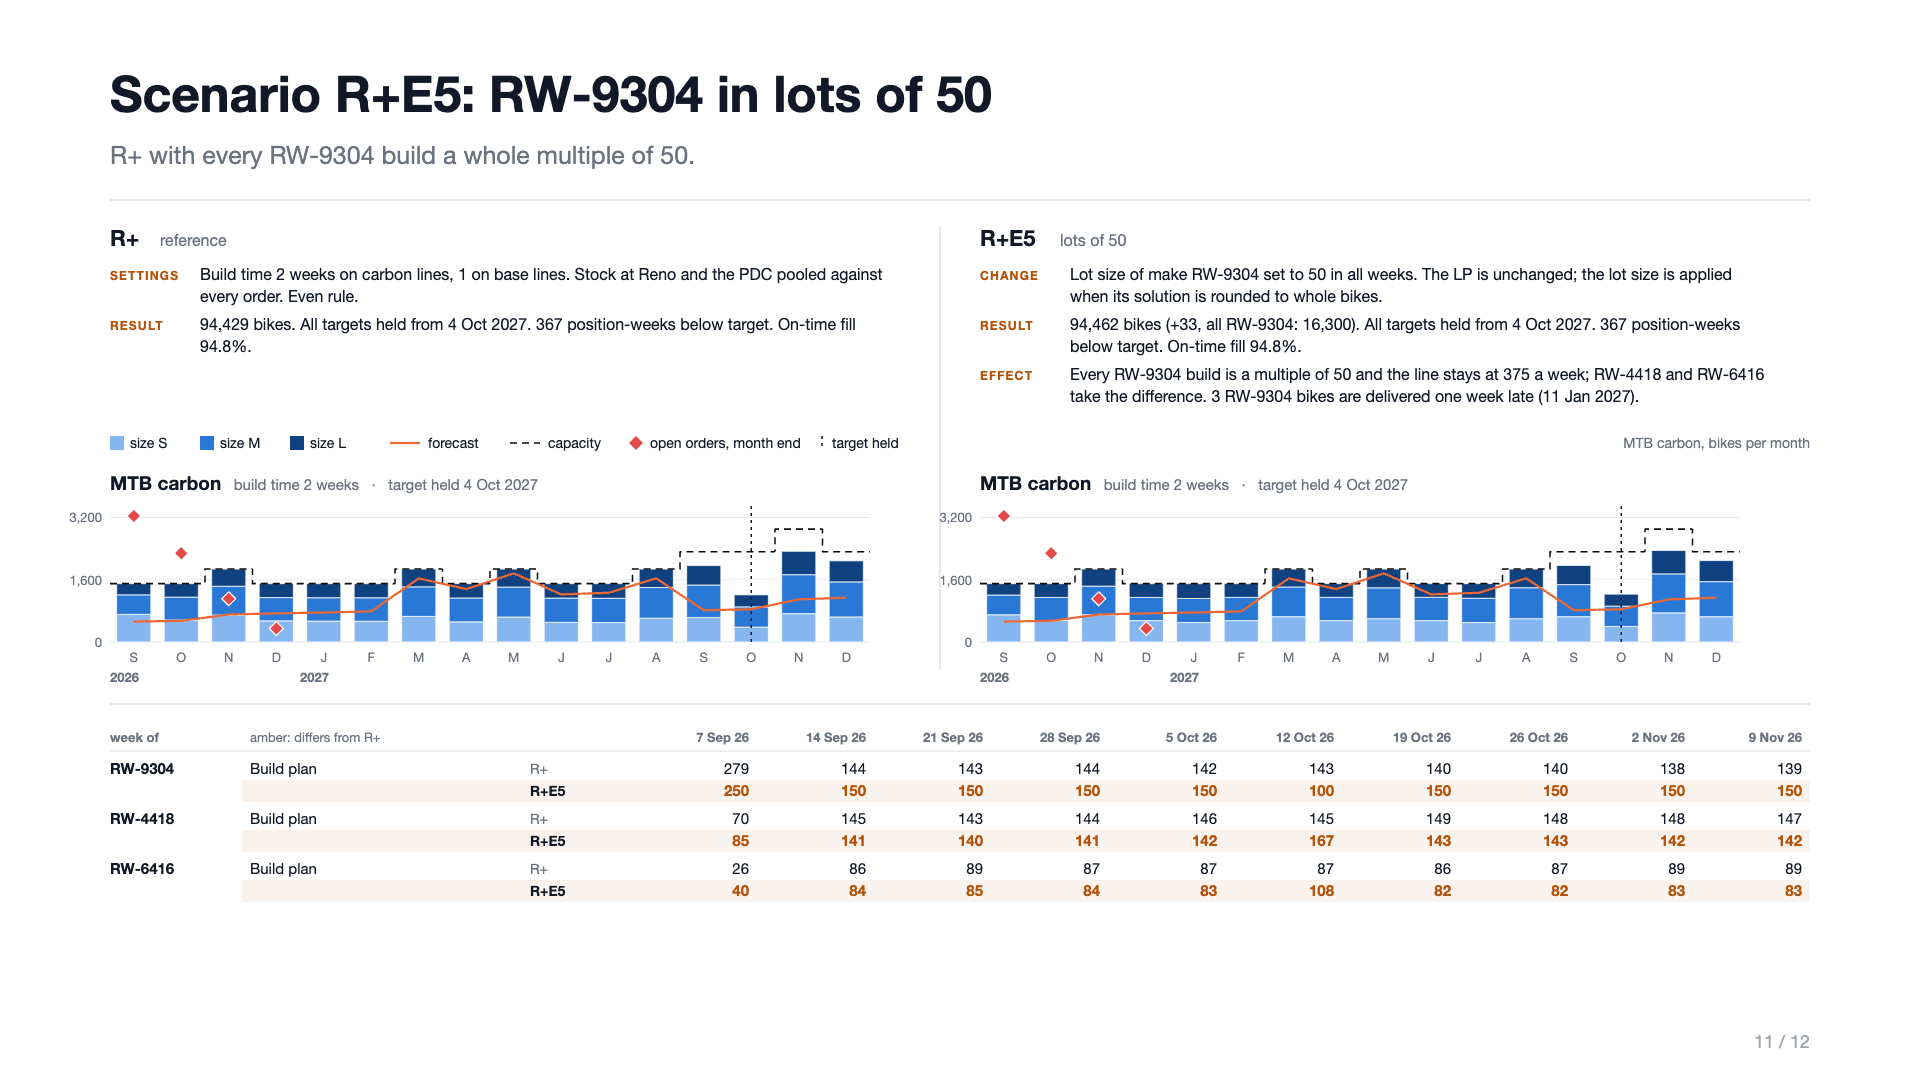 Scenario R+E5: RW-9304 in lots of 50
R+ with every RW-9304 build a whole multiple of 50.
R+ reference
SETTINGS Build time 2 weeks on carbon lines, 1 on base lines. Stock at Reno and the PDC pooled against
every order. Even rule.
RESULT 94,429 bikes. All targets held from 4 Oct 2027. 367 position-weeks below target. On-time fill
94.8%.
R+E5 lots of 50
CHANGE Lot size of make RW-9304 set to 50 in all weeks. The LP is unchanged; the lot size is applied
when its solution is rounded to whole bikes.
RESULT 94,462 bikes (+33, all RW-9304: 16,300). All targets held from 4 Oct 2027. 367 position-weeks
below target. On-time fill 94.8%.
EFFECT Every RW-9304 build is a multiple of 50 and the line stays at 375 a week; RW-4418 and RW-6416
take the difference. 3 RW-9304 bikes are delivered one week late (11 Jan 2027).
size S size M size L forecast capacity open orders, month end target held
MTB carbon, bikes per month
MTB carbon build time 2 weeks · target held 4 Oct 2027
3,200
1,600
0
S O N D J F M A M J J A S O N D
2026 2027
MTB carbon build time 2 weeks · target held 4 Oct 2027
3,200
1,600
0
S O N D J F M A M J J A S O N D
2026 2027
week of amber: differs from R+ 7 Sep 26 14 Sep 26 21 Sep 26 28 Sep 26 5 Oct 26 12 Oct 26 19 Oct 26 26 Oct 26 2 Nov 26 9 Nov 26
RW-9304 Build plan R+ 279 144 143 144 142 143 140 140 138 139
R+E5 250 150 150 150 150 100 150 150 150 150
RW-4418 Build plan R+ 70 145 143 144 146 145 149 148 148 147
R+E5 85 141 140 141 142 167 143 143 142 142
RW-6416 Build plan R+ 26 86 89 87 87 87 86 87 89 89
R+E5 40 84 85 84 83 108 82 82 83 83
11 / 12